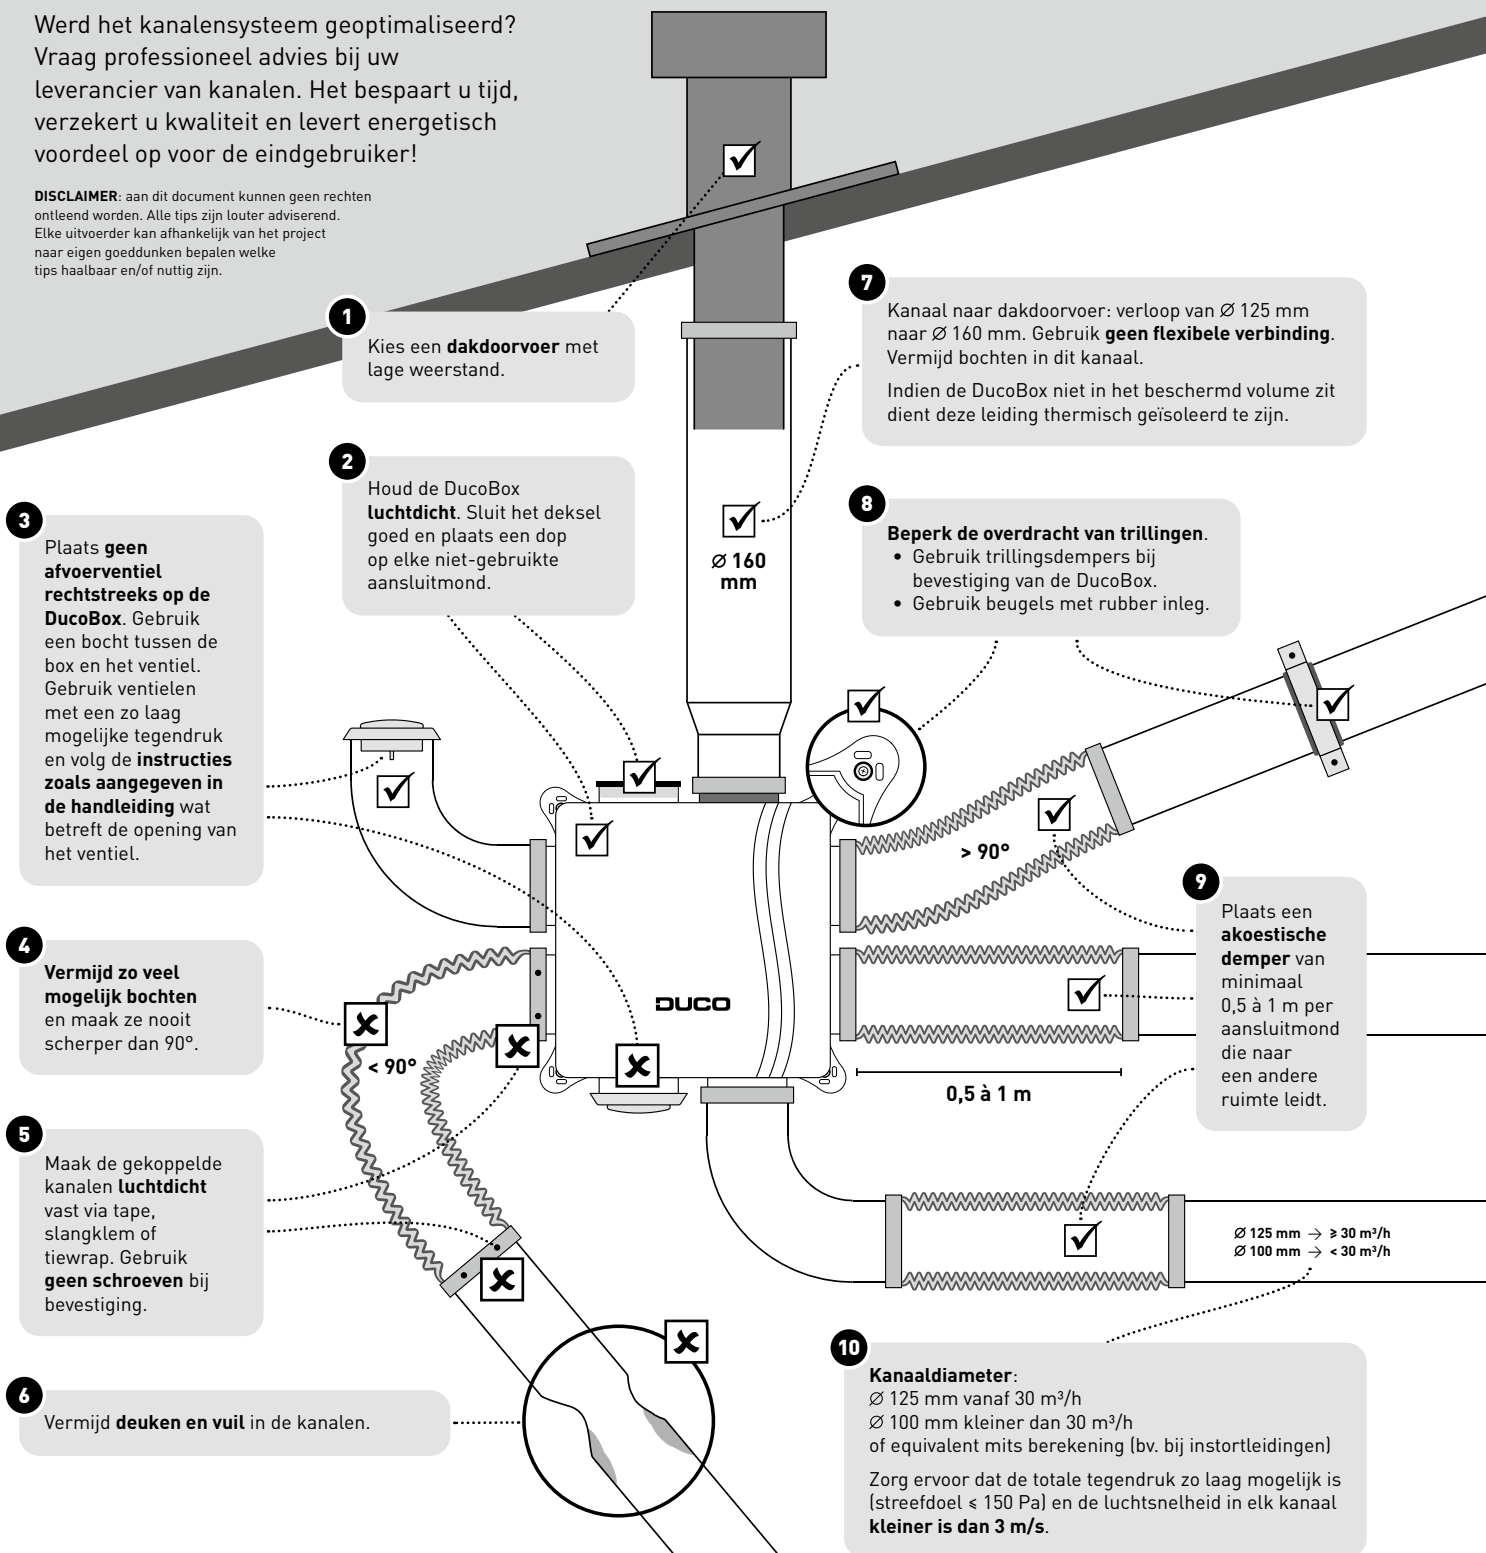 Werd het kanalensysteem geoptimaliseerd?
Vraag professioneel advies bij uw
leverancier van kanalen. Het bespaart u tijd,
verzekert u kwaliteit en levert energetisch
voordeel op voor de eindgebruiker!
DISCLAIMER: aan dit document kunnen geen rechten
ontleend worden. Alle tips zijn louter adviserend.
Elke uitvoerder kan afhankelijk van het project
naar eigen goeddunken bepalen welke
tips haalbaar en/of nuttig zijn.
1
Kies een dakdoorvoer met
lage weerstand.
2
Houd de DucoBox
luchtdicht. Sluit het deksel
goed en plaats een dop
op elke niet-gebruikte
aansluitmond.
3
Plaats geen
afvoerventiel
rechtstreeks op de
DucoBox. Gebruik
een bocht tussen de
box en het ventiel.
Gebruik ventielen
met een zo laag
mogelijke tegendruk
en volg de instructies
zoals aangegeven in
de handleiding wat
betreft de opening van
het ventiel.
4
Vermijd zo veel
mogelijk bochten
en maak ze nooit
scherper dan 90°.
5
Maak de gekoppelde
kanalen luchtdicht
vast via tape,
slangklem of
tiewrap. Gebruik
geen schroeven bij
bevestiging.
6
Vermijd deuken en vuil in de kanalen.
7
Kanaal naar dakdoorvoer: verloop van Ø 125 mm
naar Ø 160 mm. Gebruik geen flexibele verbinding.
Vermijd bochten in dit kanaal.
Indien de DucoBox niet in het beschermd volume zit
dient deze leiding thermisch geïsoleerd te zijn.
8
Beperk de overdracht van trillingen.
• Gebruik trillingsdempers bij
bevestiging van de DucoBox.
• Gebruik beugels met rubber inleg.
9
Plaats een
akoestische
demper van
minimaal
0,5 à 1 m per
aansluitmond
die naar
een andere
ruimte leidt.
10
Kanaaldiameter:
Ø 125 mm vanaf 30 m³/h
Ø 100 mm kleiner dan 30 m³/h
of equivalent mits berekening (bv. bij instortleidingen)
Zorg ervoor dat de totale tegendruk zo laag mogelijk is
(streefdoel ≤ 150 Pa) en de luchtsnelheid in elk kanaal
kleiner is dan 3 m/s.
Ø 160
mm
> 90°
DUCO
< 90°
0,5 à 1 m
Ø 125 mm → ≥ 30 m³/h
Ø 100 mm → < 30 m³/h